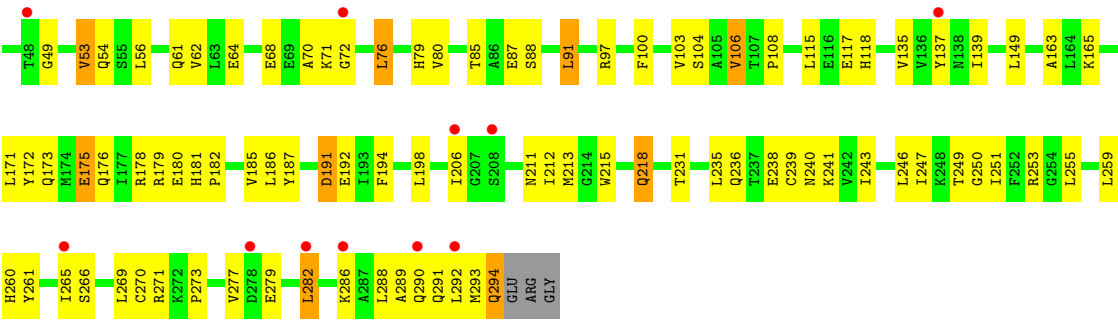 T48 G49 V53 Q54 S55 L56 Q61 V62 L63 E64 E68 E69 A70 K71 G72 L76 H79 V80 T85 A86 E87 S88 L91 R97 F100 V103 S104 A105 V106 T107 P108 L115 E116 E117 H118 V135 V136 Y137 N138 I139 L149 A163 L164 K165
L171 Y172 Q173 M174 E175 Q176 I177 R178 R179 E180 H181 P182 V185 L186 Y187 D191 E192 I193 F194 L198 I206 G207 S208 N211 I212 M213 G214 W215 Q218 T231 L235 Q236 T237 E238 C239 N240 K241 V242 I243 L246 I247 K248 T249 G250 I251 F252 R253 G254 L255 L259
H260 Y261 I265 S266 L269 C270 R271 K272 P273 V277 D278 E279 L282 K286 A287 L288 A289 Q290 Q291 L292 M293 Q294 GLU ARG GLY